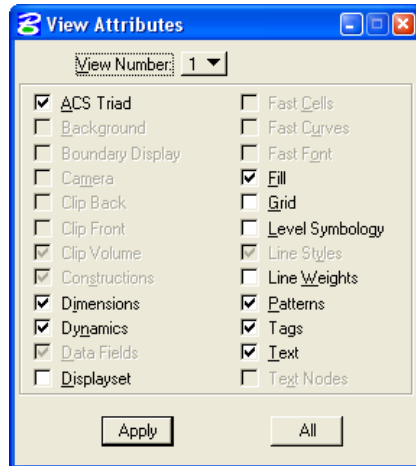 View Attributes
View Number: 1
ACS Triad
Background
Boundary Display
Camera
Clip Back
Clip Front
Clip Volume
Constructions
Dimensions
Dynamics
Data Fields
Displayset
Fast Cells
Fast Curves
Fast Font
Fill
Grid
Level Symbology
Line Styles
Line Weights
Patterns
Tags
Text
Text Nodes
Apply
All